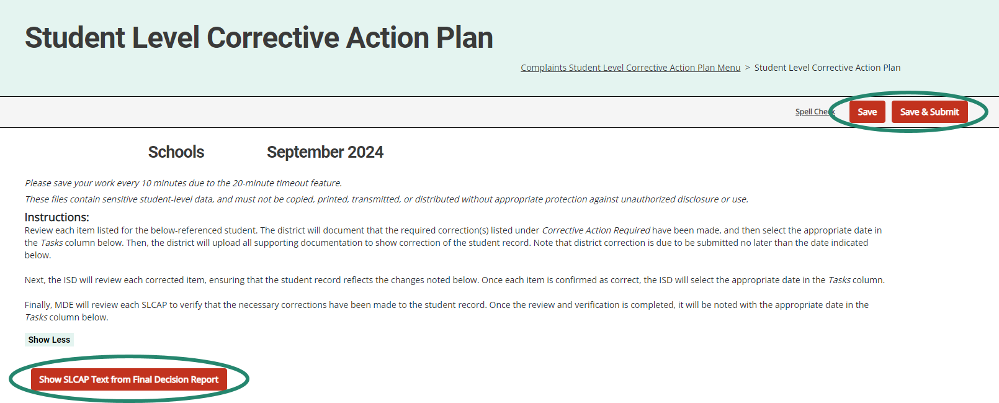 Student Level Corrective Action Plan
Complaints Student Level Corrective Action Plan Menu > Student Level Corrective Action Plan
Spell Check Save Save & Submit
Schools September 2024
Please save your work every 10 minutes due to the 20-minute timeout feature.
These files contain sensitive student-level data, and must not be copied, printed, transmitted, or distributed without appropriate protection against unauthorized disclosure or use.
Instructions:
Review each item listed for the below-referenced student. The district will document that the required correction(s) listed under Corrective Action Required have been made, and then select the appropriate date in
the Tasks column below. Then, the district will upload all supporting documentation to show correction of the student record. Note that district correction is due to be submitted no later than the date indicated
below.
Next, the ISD will review each corrected item, ensuring that the student record reflects the changes noted below. Once each item is confirmed as correct, the ISD will select the appropriate date in the Tasks column.
Finally, MDE will review each SLCAP to verify that the necessary corrections have been made to the student record. Once the review and verification is completed, it will be noted with the appropriate date in the
Tasks column below.
Show Less
Show SLCAP Text from Final Decision Report